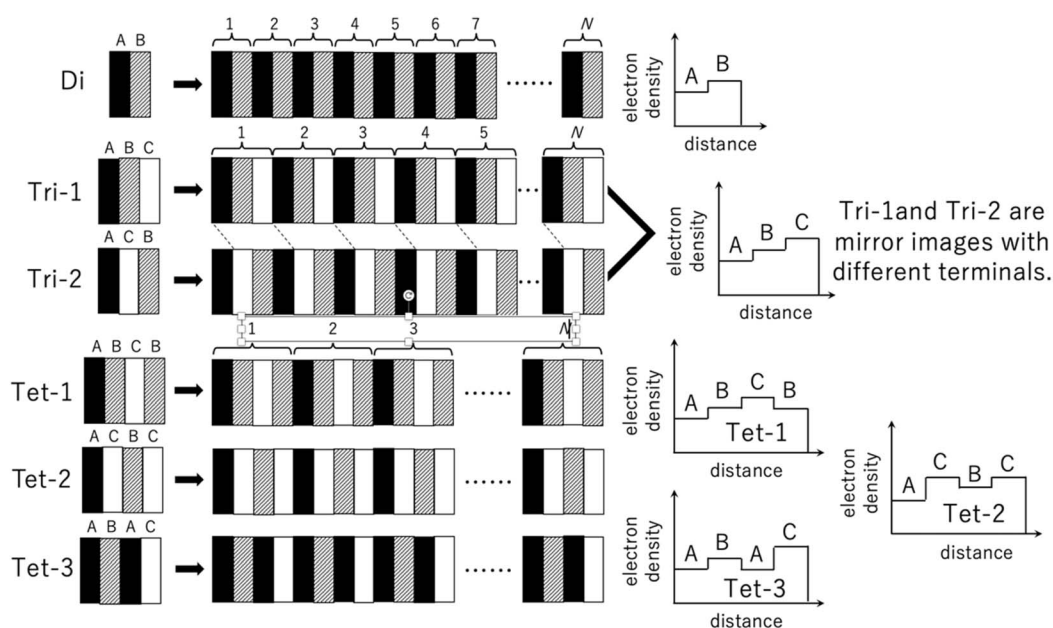 A B
1 2 3 4 5 6 7 N
Di
......
electron
density
A B
distance
A B C
1 2 3 4 5 N
Tri-1
...
A C B
Tri-2
...
electron
density
A B C
distance
Tri-1and Tri-2 are
mirror images with
different terminals.
1 2 3 N
A B C B
Tet-1
......
electron
density
A B C B
Tet-1
distance
A C B C
Tet-2
......
electron
density
A C B C
Tet-2
distance
A B A C
Tet-3
......
electron
density
A B A C
Tet-3
distance